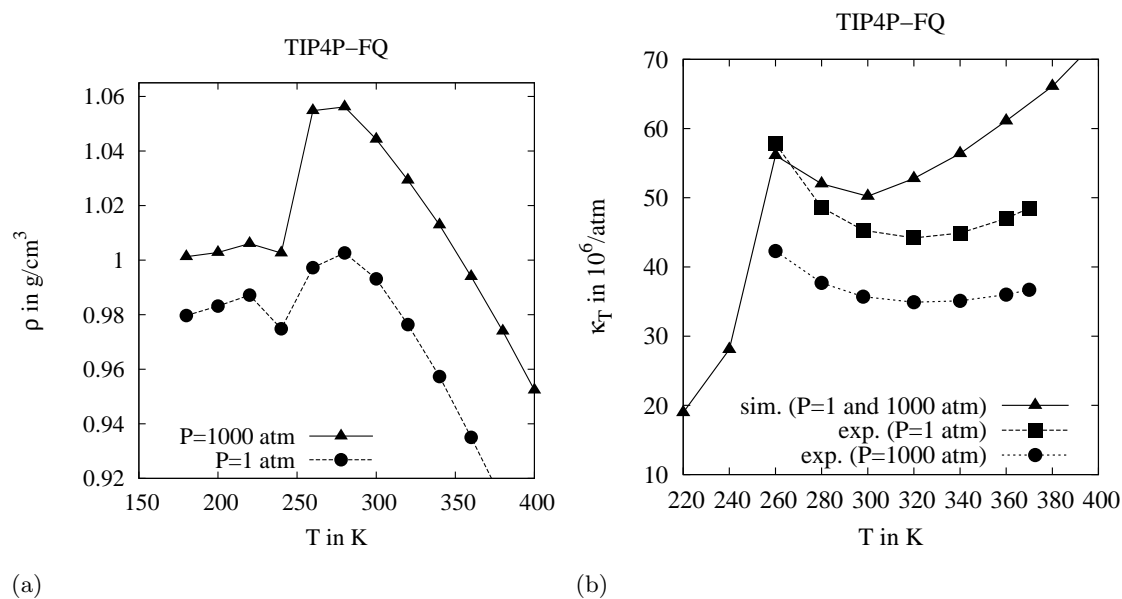 TIP4P−FQ
ρ in g/cm³
1.06
1.04
1.02
1
0.98
0.96
0.94
0.92
P=1000 atm
P=1 atm
150 200 250 300 350 400
T in K
(a)
TIP4P−FQ
κ_T in 10⁶/atm
70
60
50
40
30
20
10
sim. (P=1 and 1000 atm)
exp. (P=1 atm)
exp. (P=1000 atm)
220 240 260 280 300 320 340 360 380 400
T in K
(b)